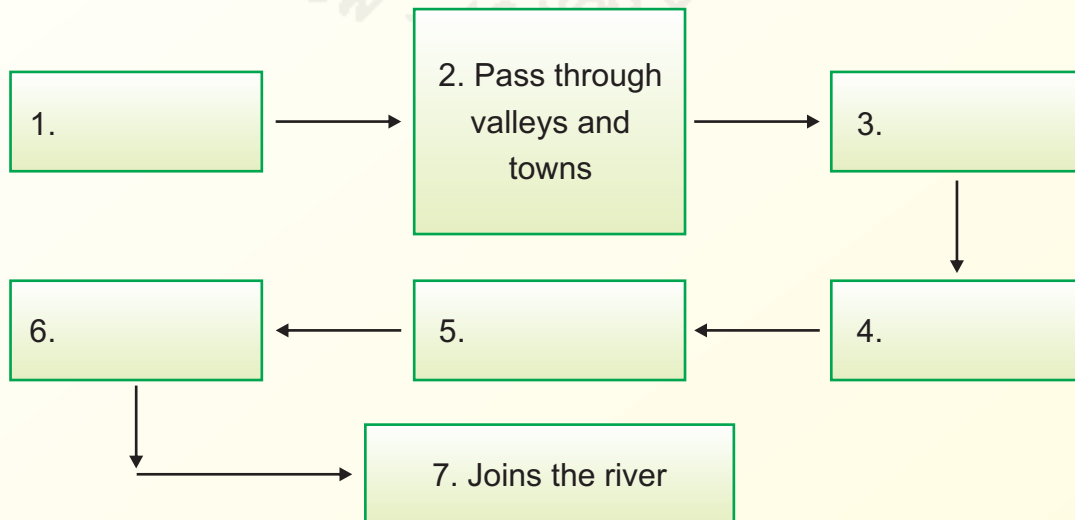 1.
2. Pass through
valleys and
towns
3.
4.
5.
6.
7. Joins the river